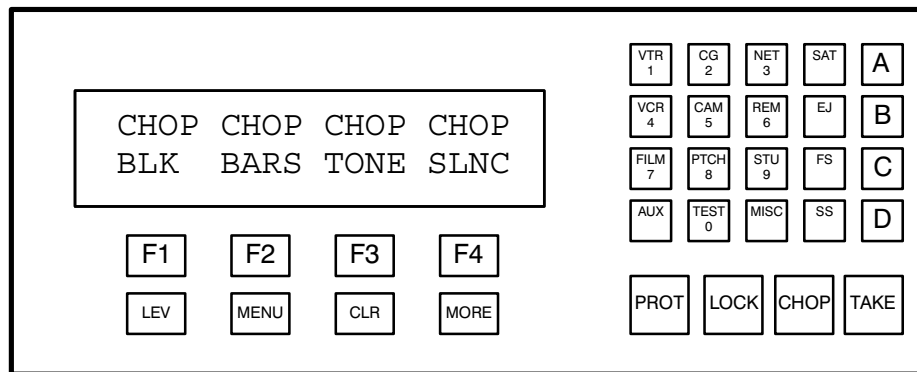 CHOP CHOP CHOP CHOP
BLK BARS TONE SLNC
F1 F2 F3 F4
LEV MENU CLR MORE
VTR CG NET SAT A
1 2 3
VCR CAM REM EJ B
4 5 6
FILM PTCH STU FS C
7 8 9
AUX TEST MISC SS D
0
PROT LOCK CHOP TAKE